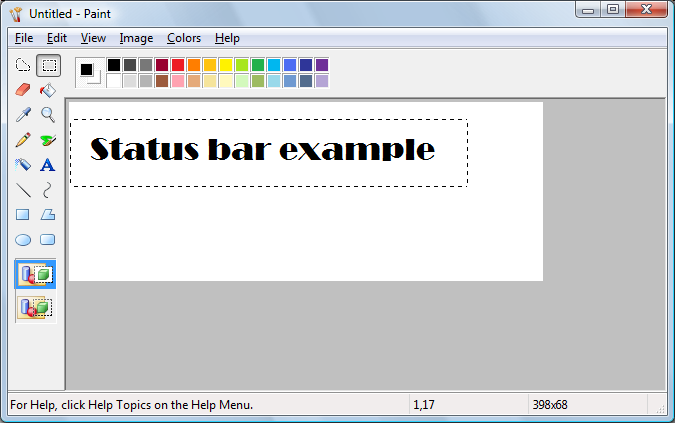 Untitled - Paint
File Edit View Image Colors Help
A
Status bar example
For Help, click Help Topics on the Help Menu. 1,17 398x68